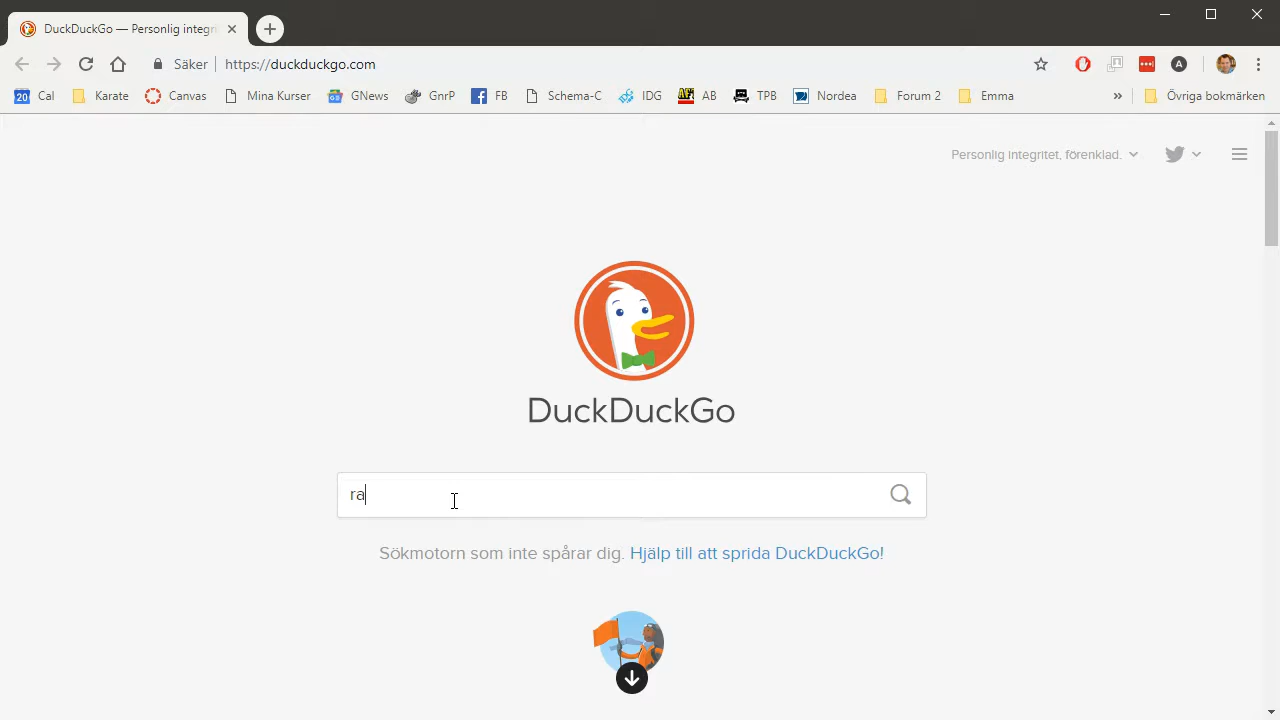 DuckDuckGo — Personlig integri
Säker https://duckduckgo.com
20 Cal Karate Canvas Mina Kurser GNews GnrP FB Schema-C IDG AF AB TPB Nordea Forum 2 Emma » Övriga bokmärken
Personlig integritet, förenklad.
DuckDuckGo
ra
Sökmotorn som inte spårar dig. Hjälp till att sprida DuckDuckGo!